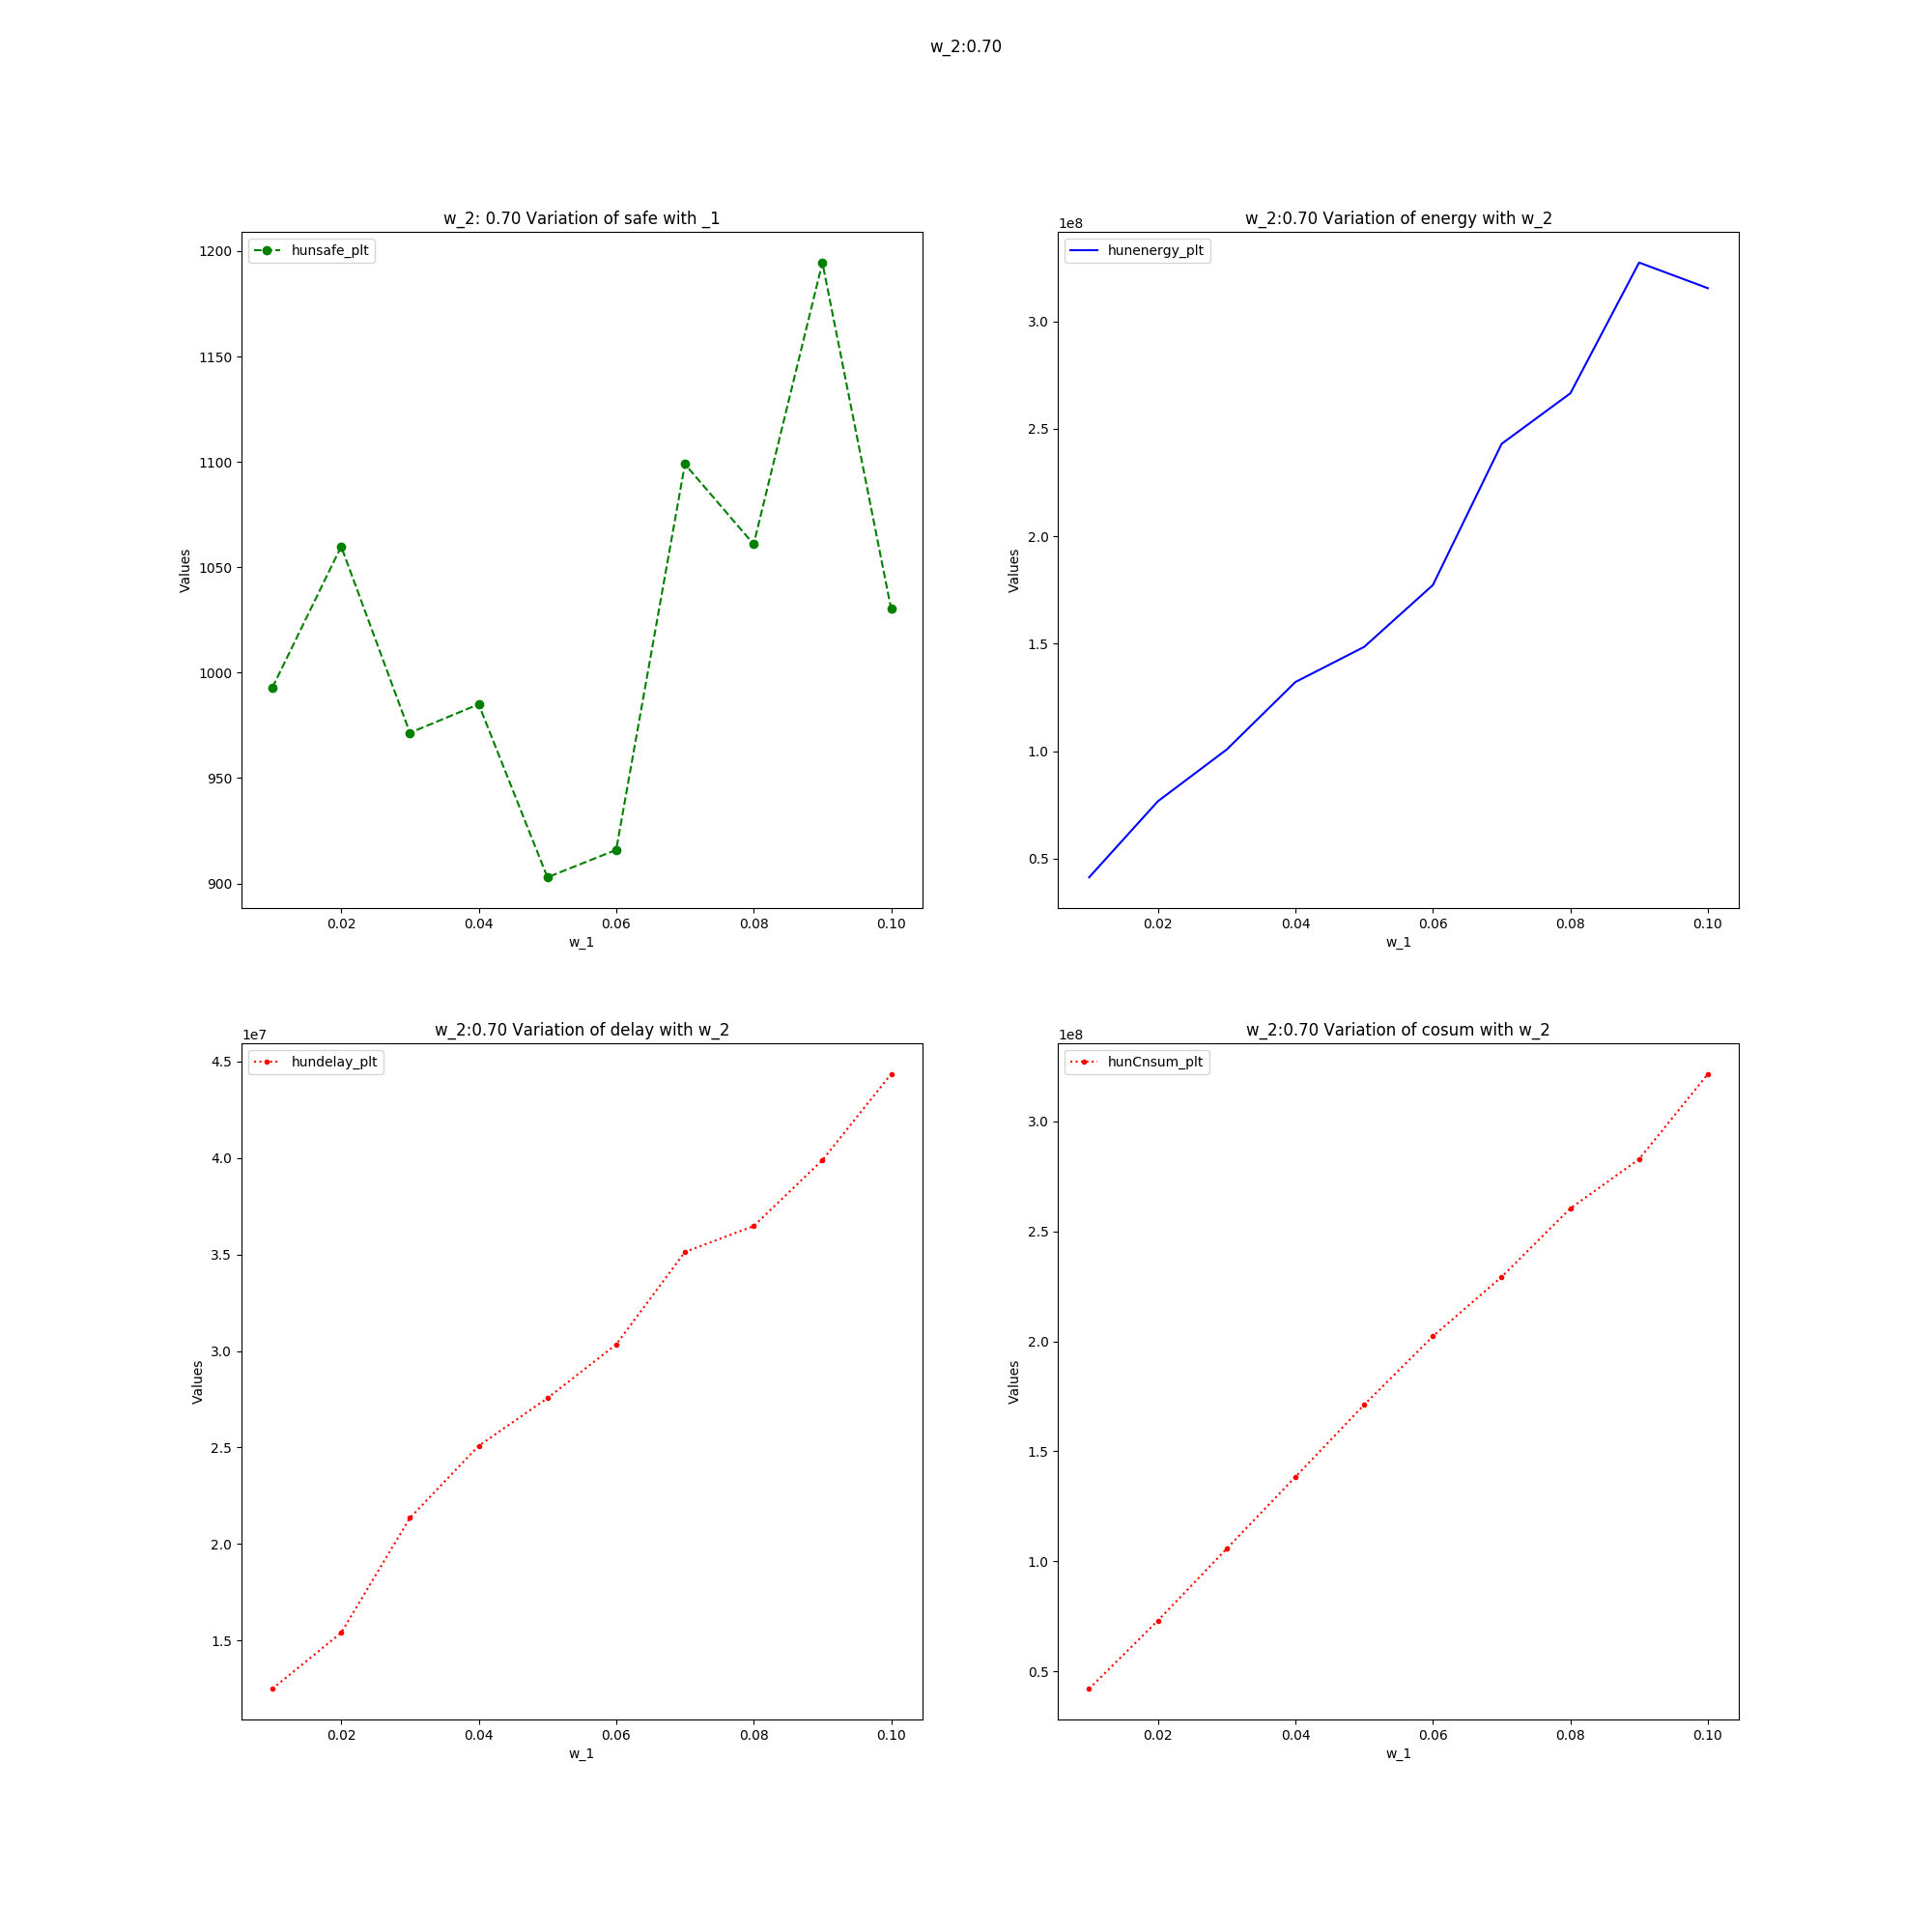 w_2:0.70
w_2: 0.70 Variation of safe with _1
hunsafe_plt
1200
1150
1100
1050
1000
950
900
Values
0.02 0.04 0.06 0.08 0.10
w_1
w_2:0.70 Variation of energy with w_2
1e8
hunenergy_plt
3.0
2.5
2.0
1.5
1.0
0.5
Values
0.02 0.04 0.06 0.08 0.10
w_1
w_2:0.70 Variation of delay with w_2
1e7
hundelay_plt
4.5
4.0
3.5
3.0
2.5
2.0
1.5
Values
0.02 0.04 0.06 0.08 0.10
w_1
w_2:0.70 Variation of cosum with w_2
1e8
hunCnsum_plt
3.0
2.5
2.0
1.5
1.0
0.5
Values
0.02 0.04 0.06 0.08 0.10
w_1